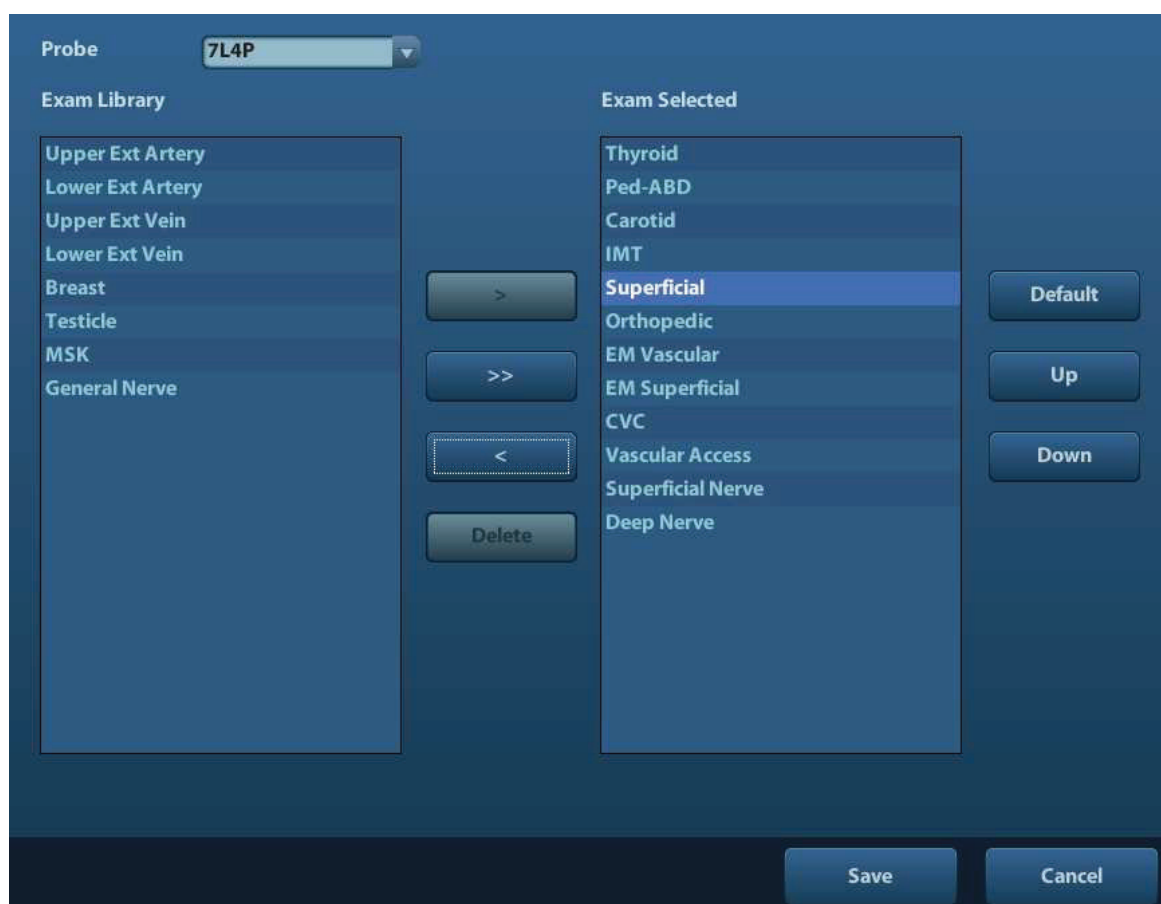 Probe 7L4P
Exam Library
Exam Selected
Upper Ext Artery
Lower Ext Artery
Upper Ext Vein
Lower Ext Vein
Breast
Testicle
MSK
General Nerve
>
>>
<
Delete
Thyroid
Ped-ABD
Carotid
IMT
Superficial
Orthopedic
EM Vascular
EM Superficial
CVC
Vascular Access
Superficial Nerve
Deep Nerve
Default
Up
Down
Save
Cancel